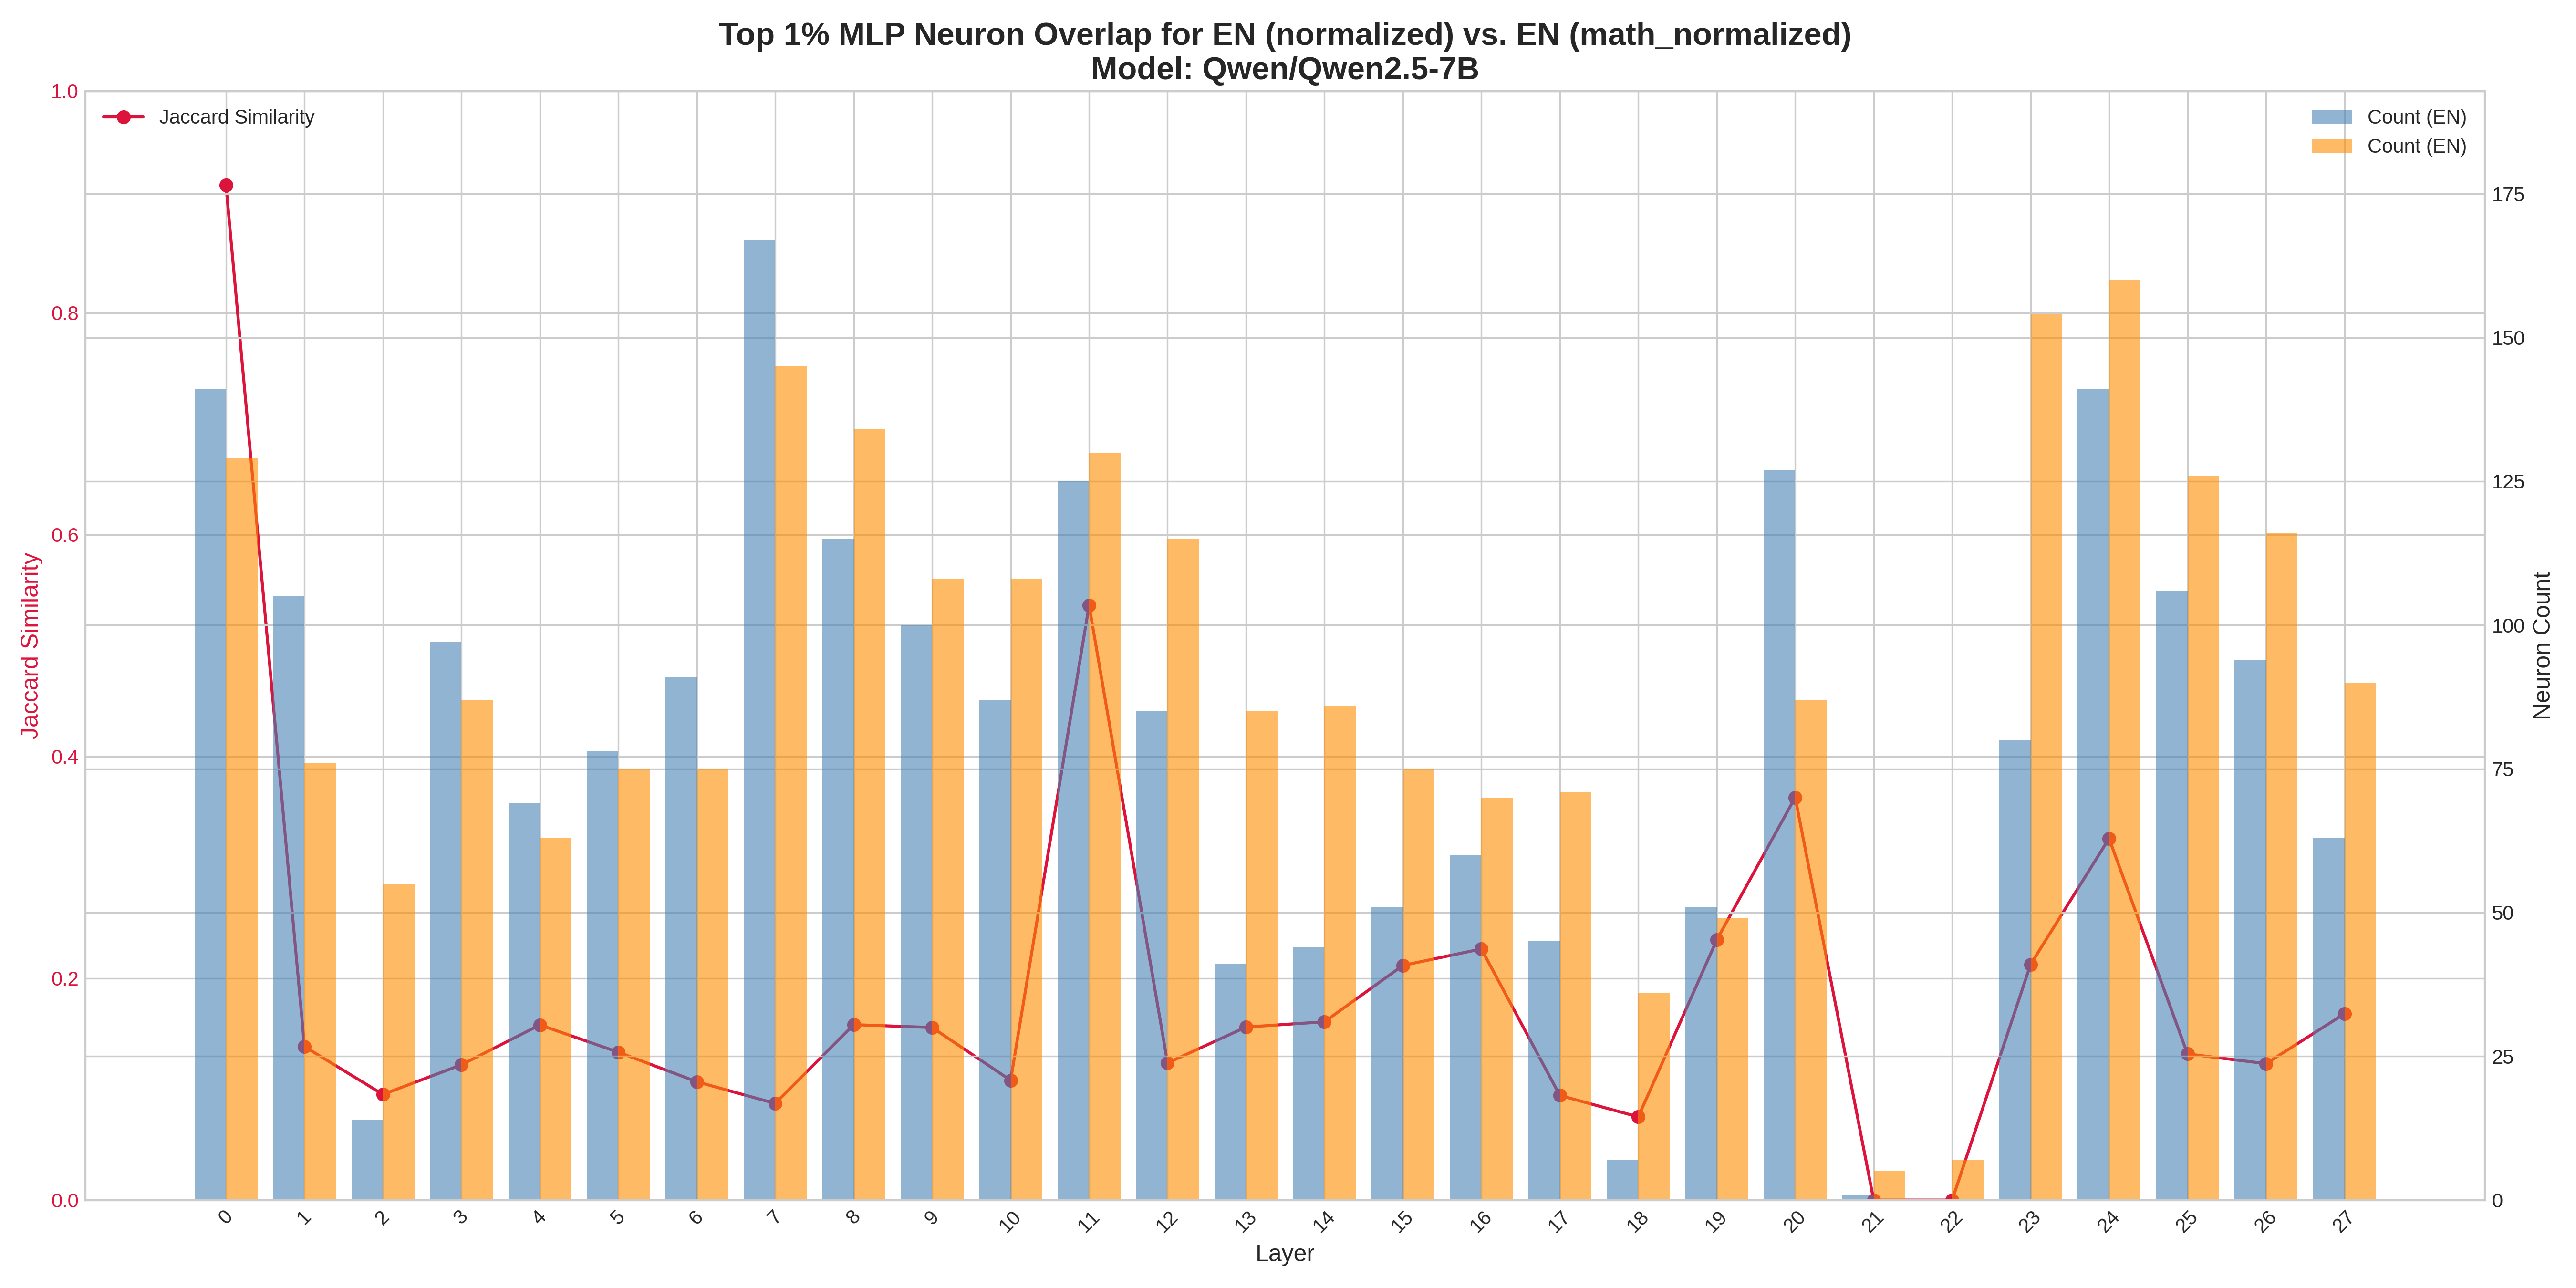 Top 1% MLP Neuron Overlap for EN (normalized) vs. EN (math_normalized)
Model: Qwen/Qwen2.5-7B
Jaccard Similarity
Count (EN)
Count (EN)
Jaccard Similarity
1.0
0.8
0.6
0.4
0.2
0.0
Neuron Count
175
150
125
100
75
50
25
0
0 1 2 3 4 5 6 7 8 9 10 11 12 13 14 15 16 17 18 19 20 21 22 23 24 25 26 27
Layer